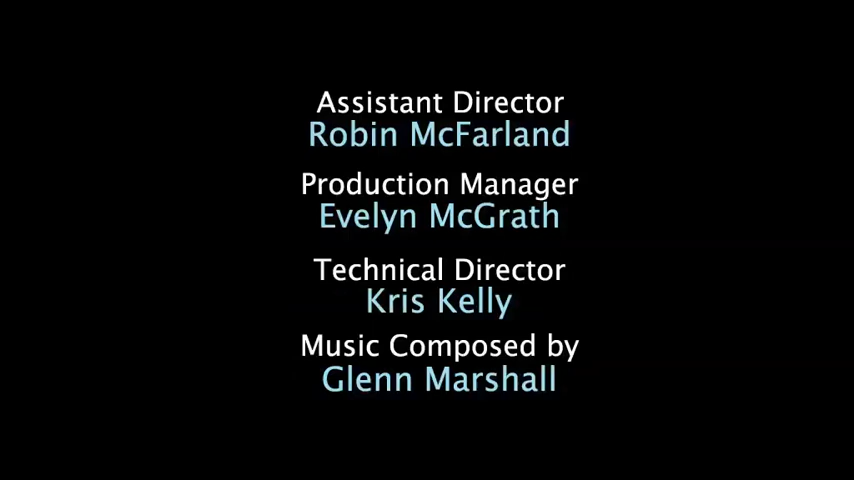 Assistant Director
Robin McFarland
Production Manager
Evelyn McGrath
Technical Director
Kris Kelly
Music Composed by
Glenn Marshall